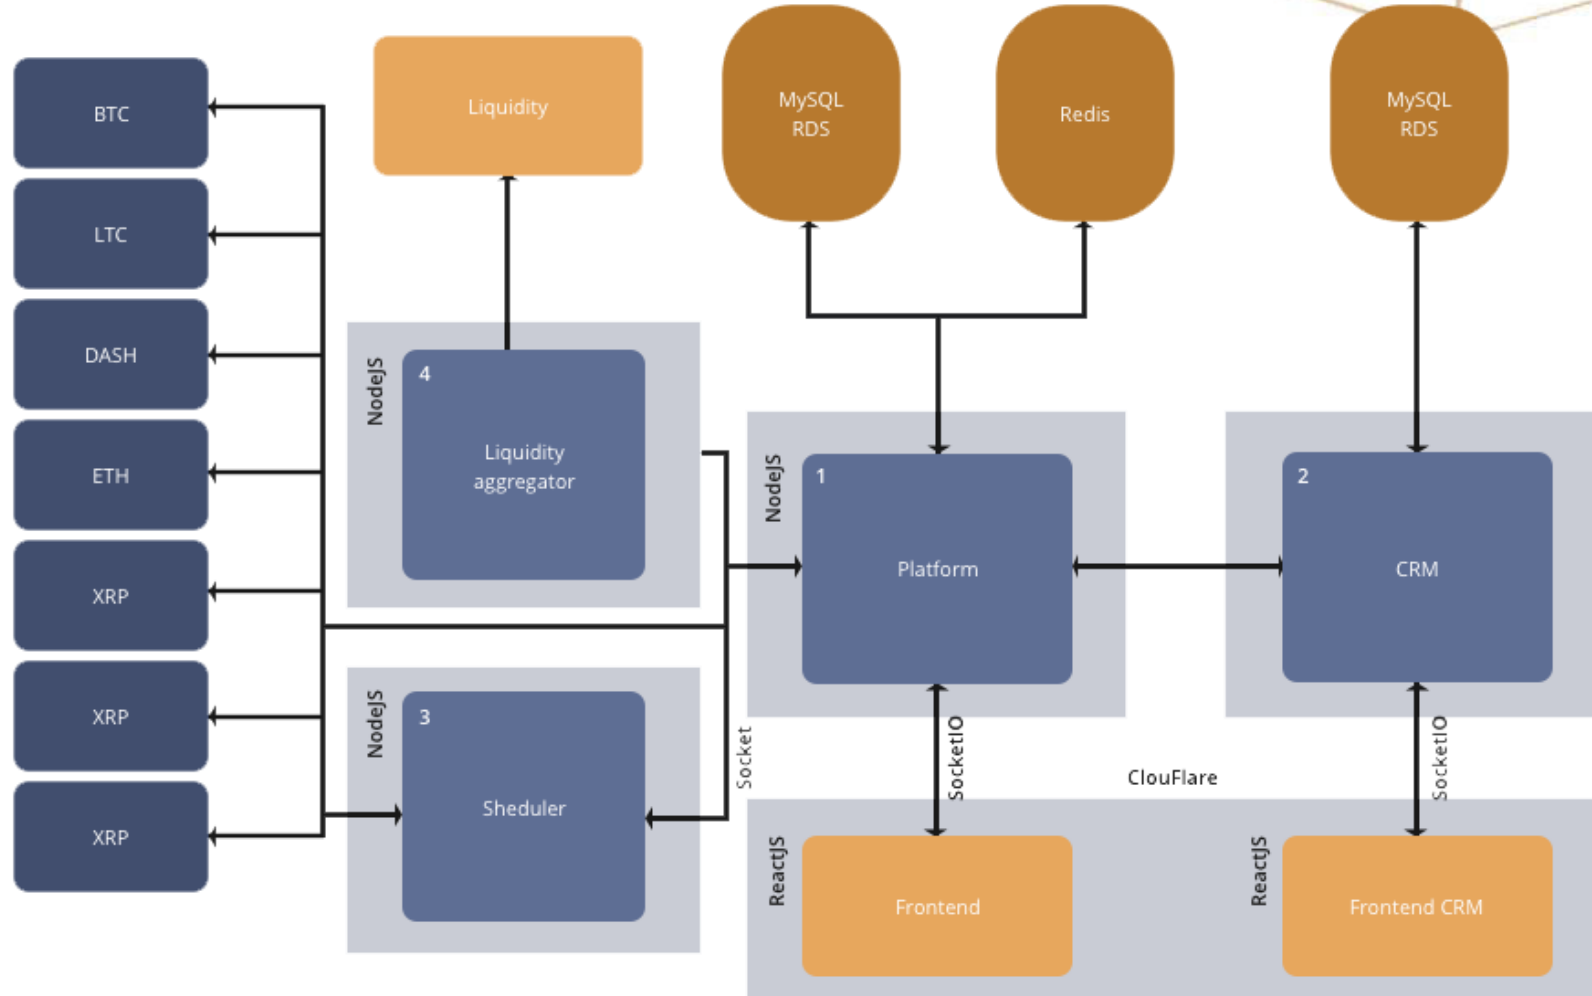 BTC
LTC
DASH
ETH
XRP
XRP
XRP
Liquidity
NodeJS
4
Liquidity
aggregator
NodeJS
3
Sheduler
Socket
MySQL
RDS
Redis
MySQL
RDS
NodeJS
1
Platform
2
CRM
SocketIO
ClouFlare
SocketIO
ReactJS
Frontend
ReactJS
Frontend CRM